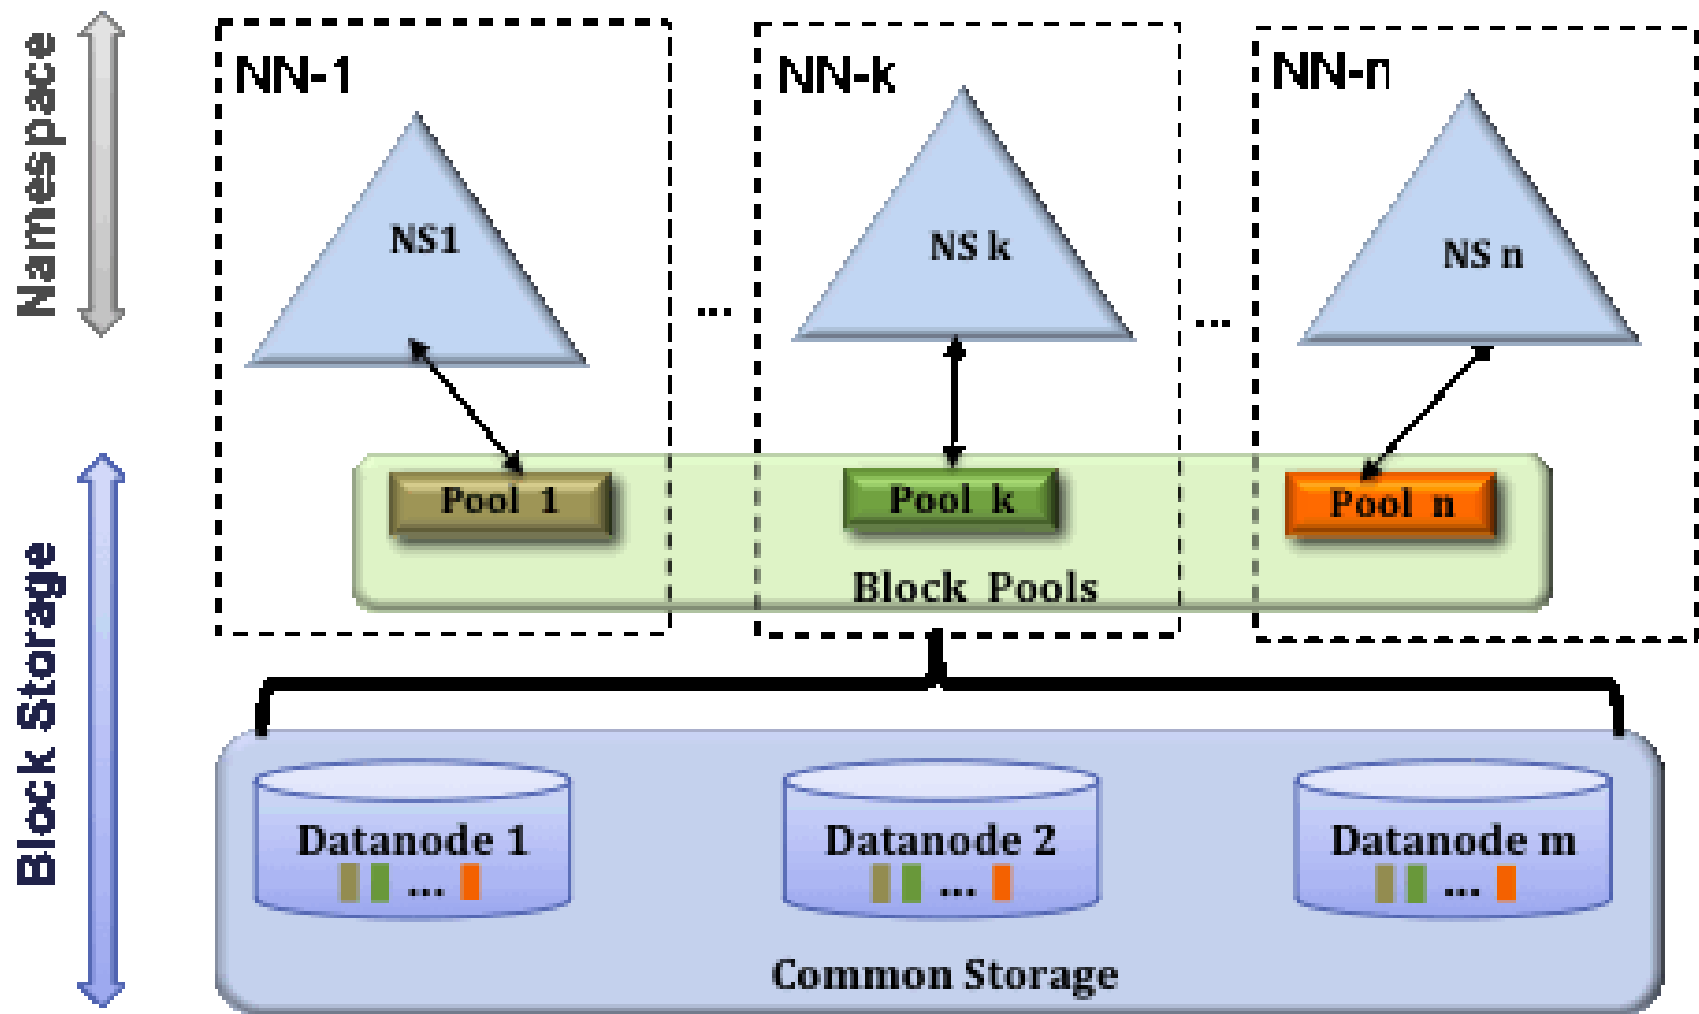 Namespace
NN-1
NN-k
NN-n
NS1
NS k
NS n
...
...
Pool 1
Pool k
Pool n
Block Pools
Block Storage
Datanode 1
...
Datanode 2
...
Datanode m
...
Common Storage